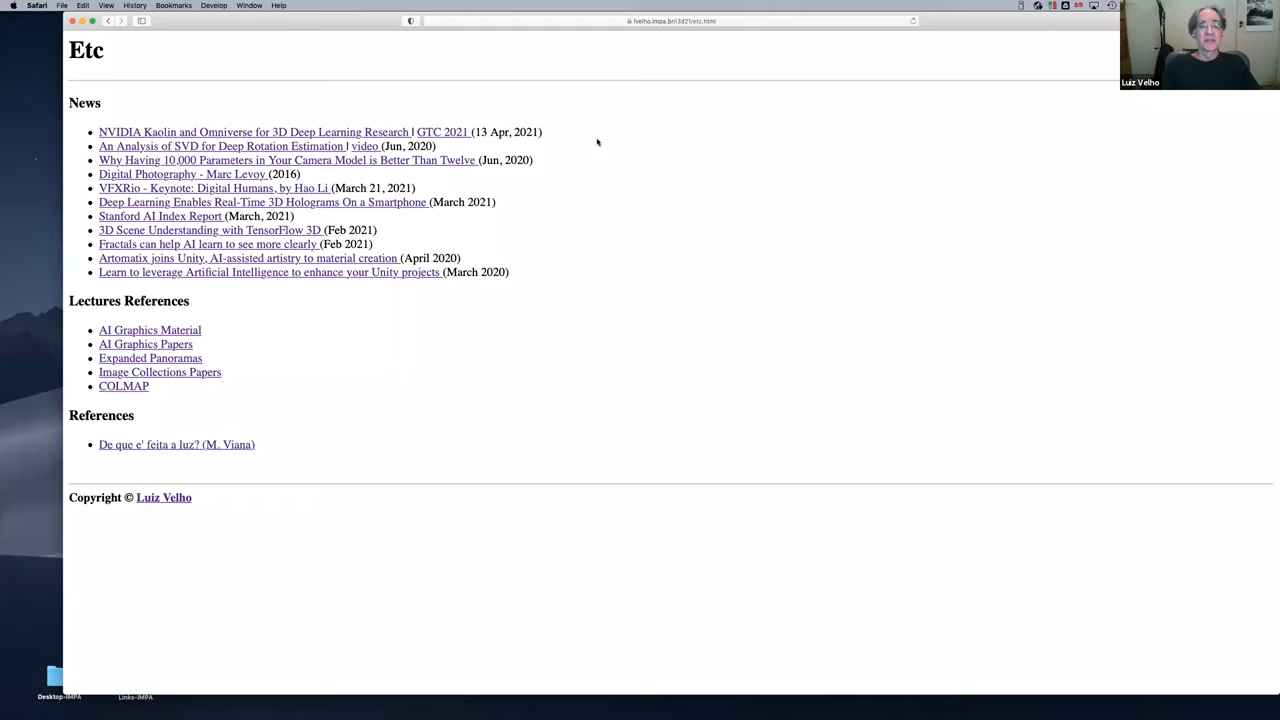 Safari File Edit View History Bookmarks Develop Window Help
lvelho.impa.br/i3d21/etc.html
Luiz Velho
Etc
News
• NVIDIA Kaolin and Omniverse for 3D Deep Learning Research | GTC 2021 (13 Apr, 2021)
• An Analysis of SVD for Deep Rotation Estimation | video (Jun, 2020)
• Why Having 10,000 Parameters in Your Camera Model is Better Than Twelve (Jun, 2020)
• Digital Photography - Marc Levoy (2016)
• VFXRio - Keynote: Digital Humans, by Hao Li (March 21, 2021)
• Deep Learning Enables Real-Time 3D Holograms On a Smartphone (March 2021)
• Stanford AI Index Report (March, 2021)
• 3D Scene Understanding with TensorFlow 3D (Feb 2021)
• Fractals can help AI learn to see more clearly (Feb 2021)
• Artomatix joins Unity, AI-assisted artistry to material creation (April 2020)
• Learn to leverage Artificial Intelligence to enhance your Unity projects (March 2020)
Lectures References
• AI Graphics Material
• AI Graphics Papers
• Expanded Panoramas
• Image Collections Papers
• COLMAP
References
• De que e' feita a luz? (M. Viana)
Copyright © Luiz Velho
Desktop-IMPA
Links-IMPA